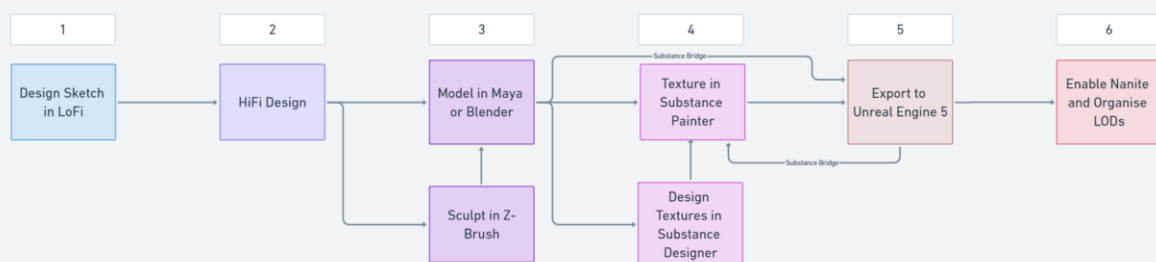 1
2
3
4
5
6
Substance Bridge
Design Sketch
in LoFi
HiFi Design
Model in Maya
or Blender
Texture in
Substance
Painter
Export to
Unreal Engine 5
Enable Nanite
and Organise
LODs
Substance Bridge
Sculpt in Z-
Brush
Design
Textures in
Substance
Designer